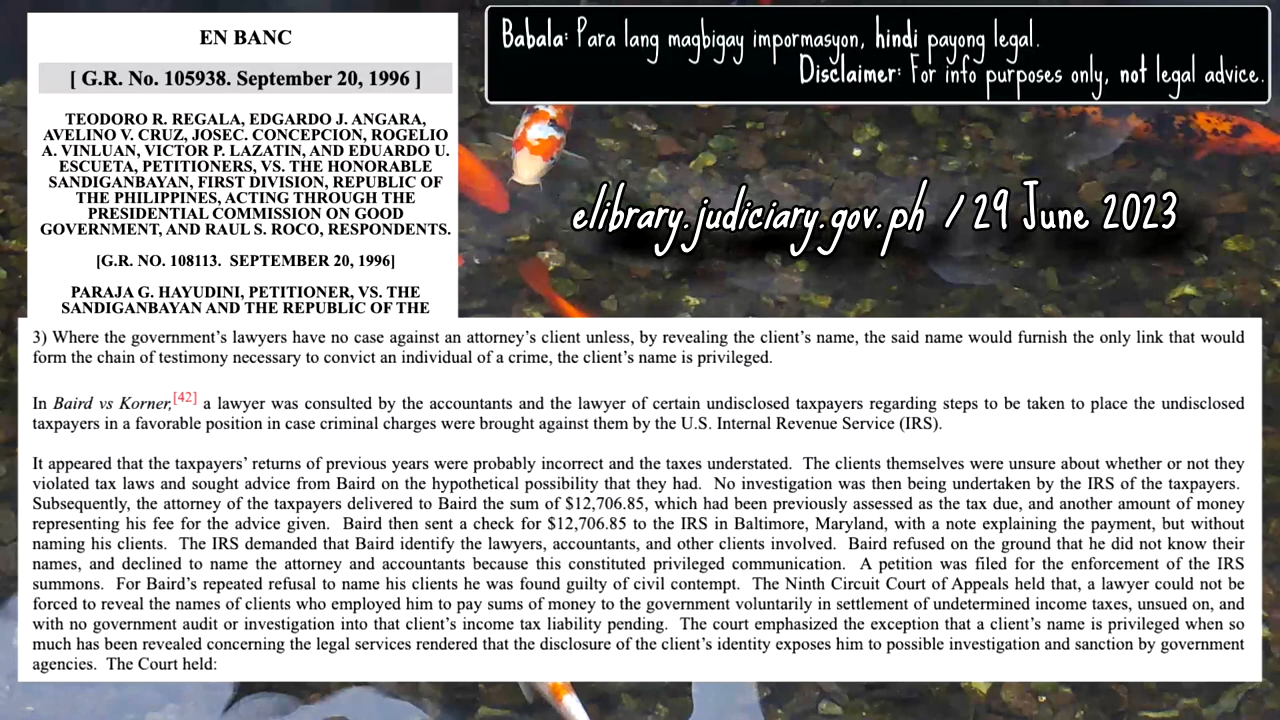 EN BANC
[ G.R. No. 105938. September 20, 1996 ]
TEODORO R. REGALA, EDGARDO J. ANGARA,
AVELINO V. CRUZ, JOSEC. CONCEPCION, ROGELIO
A. VINLUAN, VICTOR P. LAZATIN, AND EDUARDO U.
ESCUETA, PETITIONERS, VS. THE HONORABLE
SANDIGANBAYAN, FIRST DIVISION, REPUBLIC OF
THE PHILIPPINES, ACTING THROUGH THE
PRESIDENTIAL COMMISSION ON GOOD
GOVERNMENT, AND RAUL S. ROCO, RESPONDENTS.
[G.R. NO. 108113. SEPTEMBER 20, 1996]
PARAJA G. HAYUDINI, PETITIONER, VS. THE
SANDIGANBAYAN AND THE REPUBLIC OF THE
Babala: Para lang magbigay impormasyon, hindi payong legal.
Disclaimer: For info purposes only, not legal advice.
elibrary.judiciary.gov.ph / 29 June 2023
3) Where the government's lawyers have no case against an attorney's client unless, by revealing the client's name, the said name would furnish the only link that would
form the chain of testimony necessary to convict an individual of a crime, the client's name is privileged.
In Baird vs Korner,[42] a lawyer was consulted by the accountants and the lawyer of certain undisclosed taxpayers regarding steps to be taken to place the undisclosed
taxpayers in a favorable position in case criminal charges were brought against them by the U.S. Internal Revenue Service (IRS).
It appeared that the taxpayers' returns of previous years were probably incorrect and the taxes understated. The clients themselves were unsure about whether or not they
violated tax laws and sought advice from Baird on the hypothetical possibility that they had. No investigation was then being undertaken by the IRS of the taxpayers.
Subsequently, the attorney of the taxpayers delivered to Baird the sum of $12,706.85, which had been previously assessed as the tax due, and another amount of money
representing his fee for the advice given. Baird then sent a check for $12,706.85 to the IRS in Baltimore, Maryland, with a note explaining the payment, but without
naming his clients. The IRS demanded that Baird identify the lawyers, accountants, and other clients involved. Baird refused on the ground that he did not know their
names, and declined to name the attorney and accountants because this constituted privileged communication. A petition was filed for the enforcement of the IRS
summons. For Baird's repeated refusal to name his clients he was found guilty of civil contempt. The Ninth Circuit Court of Appeals held that, a lawyer could not be
forced to reveal the names of clients who employed him to pay sums of money to the government voluntarily in settlement of undetermined income taxes, unsued on, and
with no government audit or investigation into that client's income tax liability pending. The court emphasized the exception that a client's name is privileged when so
much has been revealed concerning the legal services rendered that the disclosure of the client's identity exposes him to possible investigation and sanction by government
agencies. The Court held: